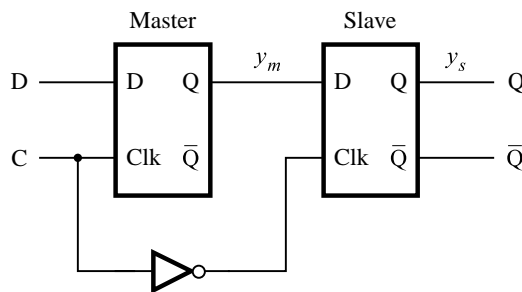 Master Slave
D D Q y_m D Q y_s Q
C Clk Q̅ Clk Q̅ Q̅